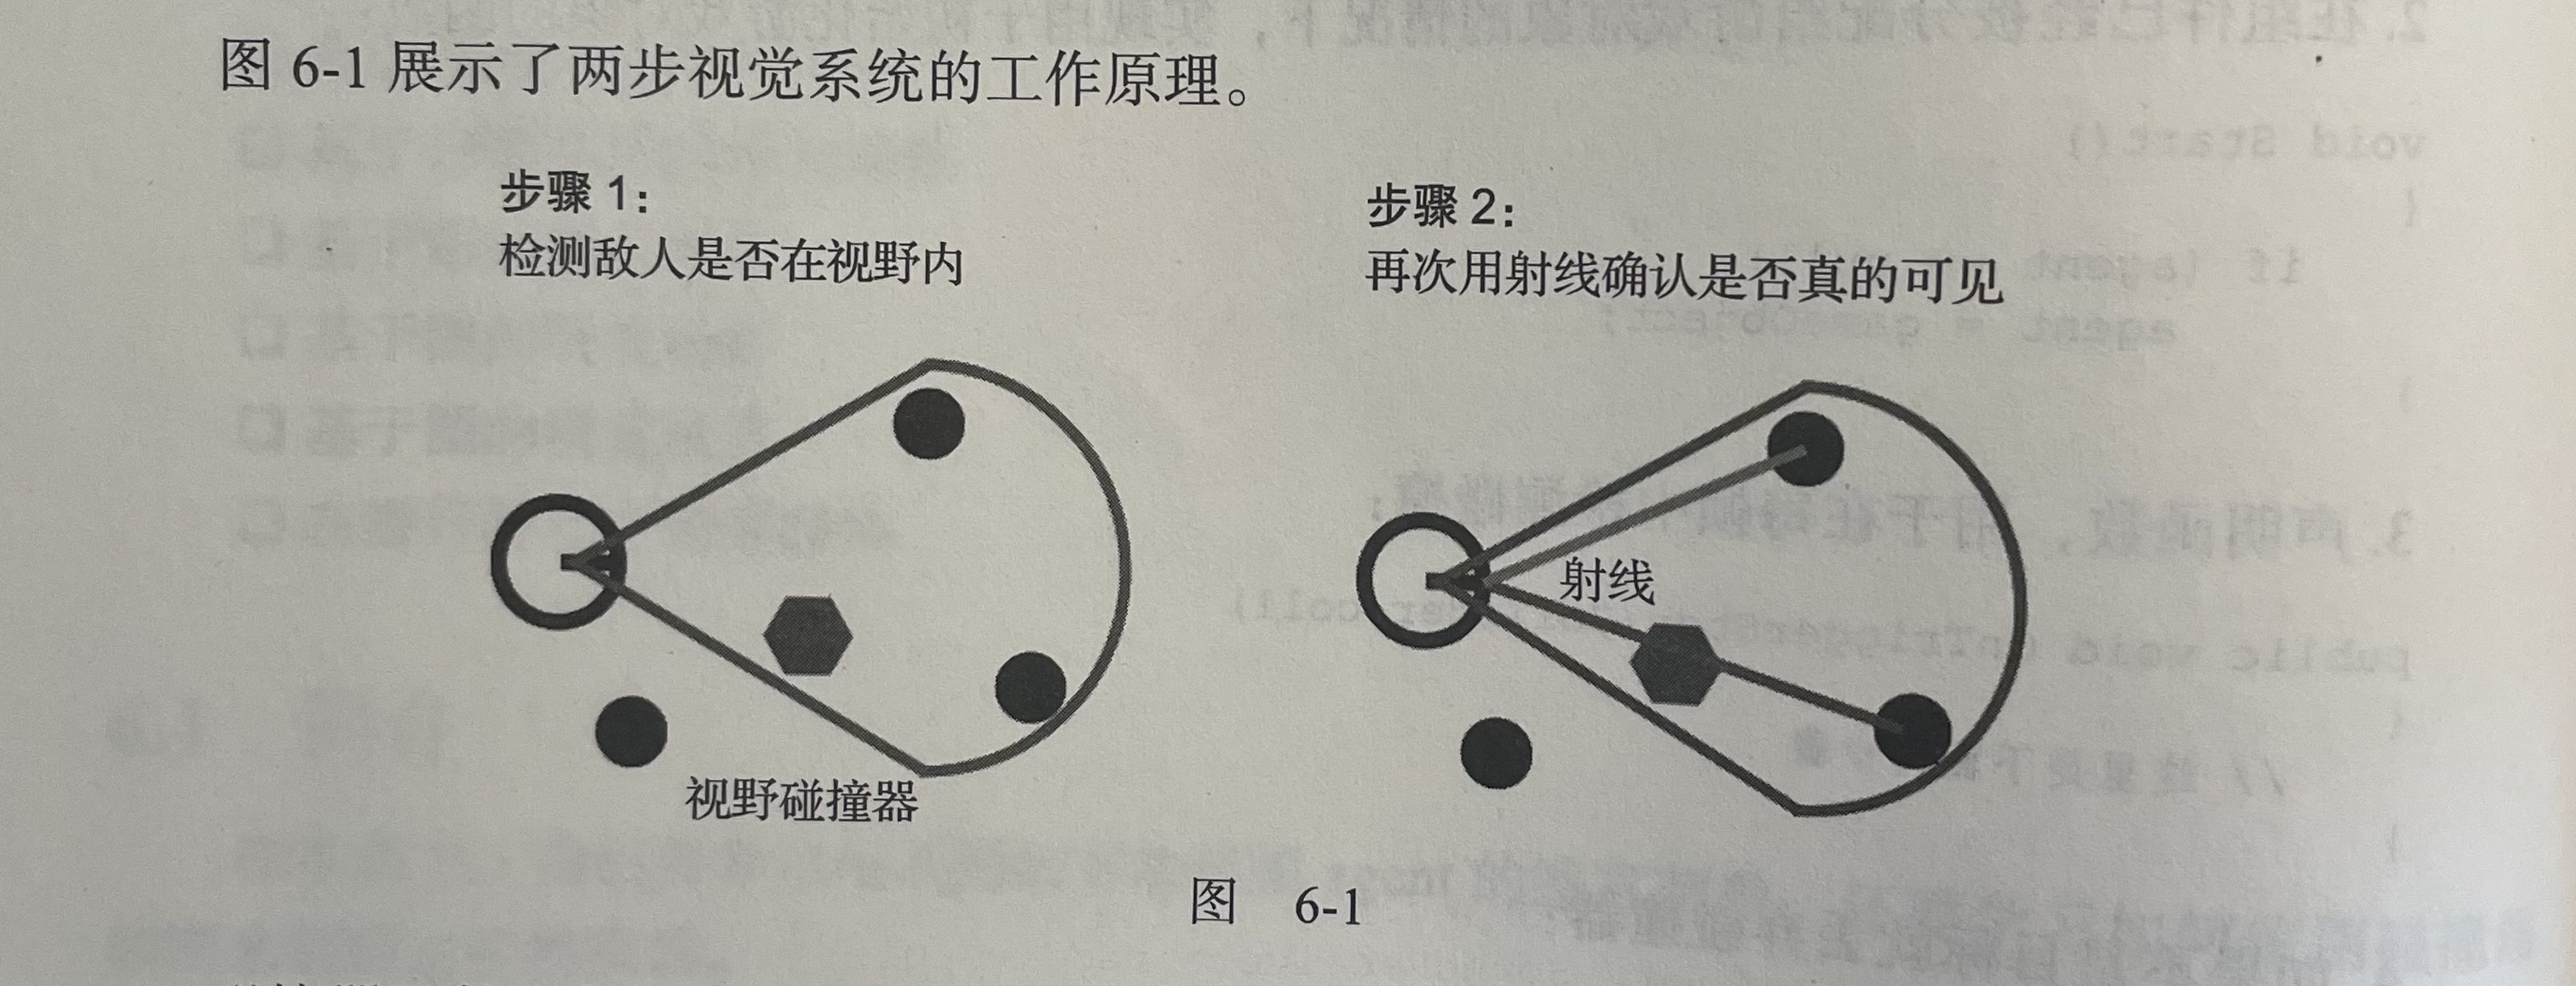 图 6-1 展示了两步视觉系统的工作原理。
步骤 1：
检测敌人是否在视野内
步骤 2：
再次用射线确认是否真的可见
射线
视野碰撞器
图 6-1